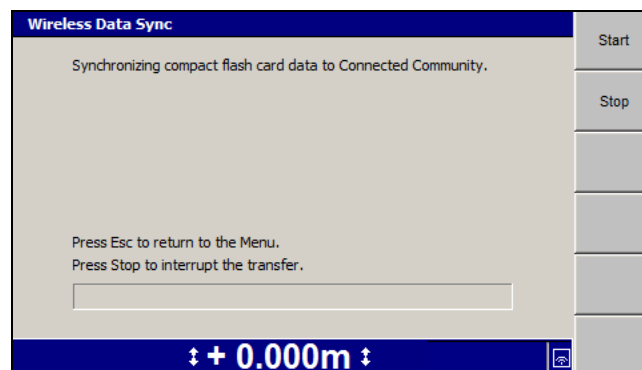 Wireless Data Sync
Start
Synchronizing compact flash card data to Connected Community.
Stop
Press Esc to return to the Menu.
Press Stop to interrupt the transfer.
↕ + 0.000m ↕